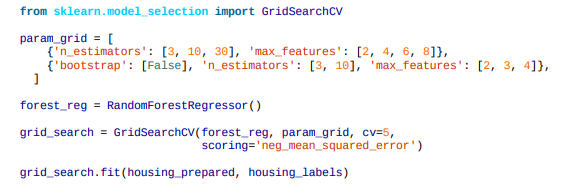 from sklearn.model_selection import GridSearchCV
param_grid = [
{'n_estimators': [3, 10, 30], 'max_features': [2, 4, 6, 8]},
{'bootstrap': [False], 'n_estimators': [3, 10], 'max_features': [2, 3, 4]},
]
forest_reg = RandomForestRegressor()
grid_search = GridSearchCV(forest_reg, param_grid, cv=5,
scoring='neg_mean_squared_error')
grid_search.fit(housing_prepared, housing_labels)